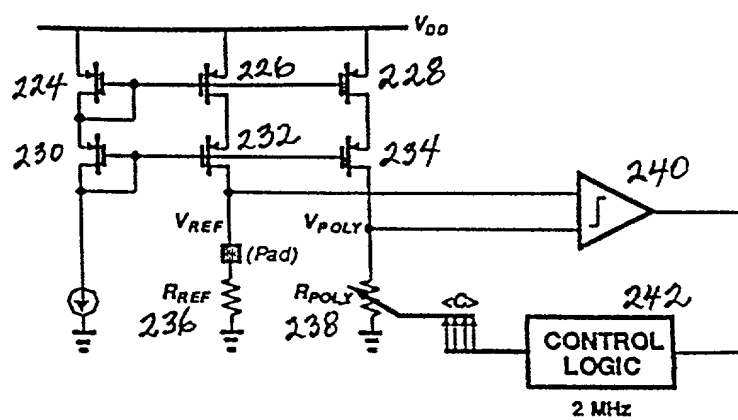 VDD
224
226
228
230
232
234
240
VREF
VPOLY
(Pad)
RREF
RPOLY
<C>
242
236
238
CONTROL
LOGIC
2 MHz